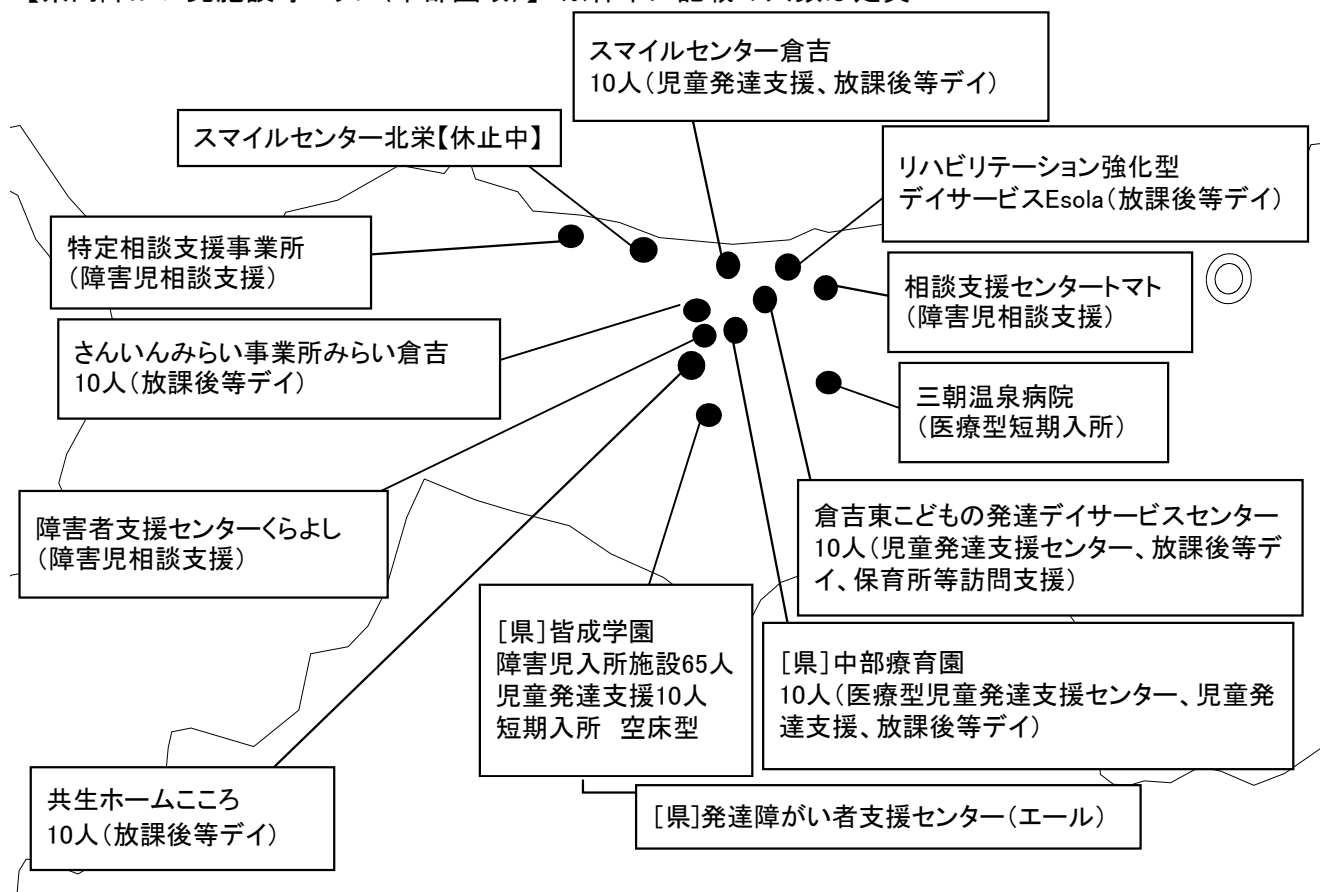 スマイルセンター倉吉
10人（児童発達支援、放課後等デイ）
スマイルセンター北栄【休止中】
リハビリテーション強化型
デイサービスEsola（放課後等デイ）
特定相談支援事業所
（障害児相談支援）
相談支援センタートマト
（障害児相談支援）
さんいんみらい事業所みらい倉吉
10人（放課後等デイ）
三朝温泉病院
（医療型短期入所）
障害者支援センターくらよし
（障害児相談支援）
倉吉東こどもの発達デイサービスセンター
10人（児童発達支援センター、放課後等デ
イ、保育所等訪問支援）
［県］皆成学園
障害児入所施設65人
児童発達支援10人
短期入所　空床型
［県］中部療育園
10人（医療型児童発達支援センター、児童発
達支援、放課後等デイ）
共生ホームこころ
10人（放課後等デイ）
［県］発達障がい者支援センター（エール）